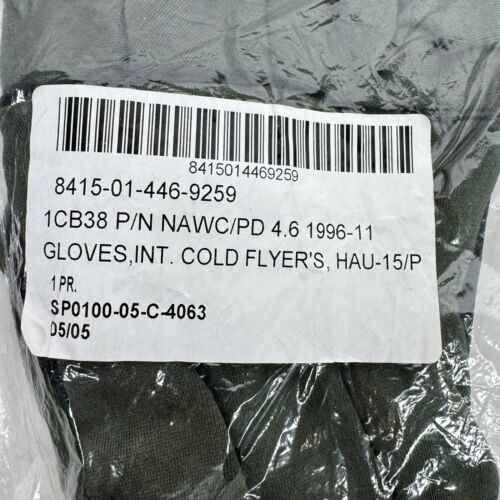 8415014469259
8415-01-446-9259
1CB38 P/N NAWC/PD 4.6 1996-11
GLOVES,INT. COLD FLYER'S, HAU-15/P
1 PR.
SP0100-05-C-4063
05/05